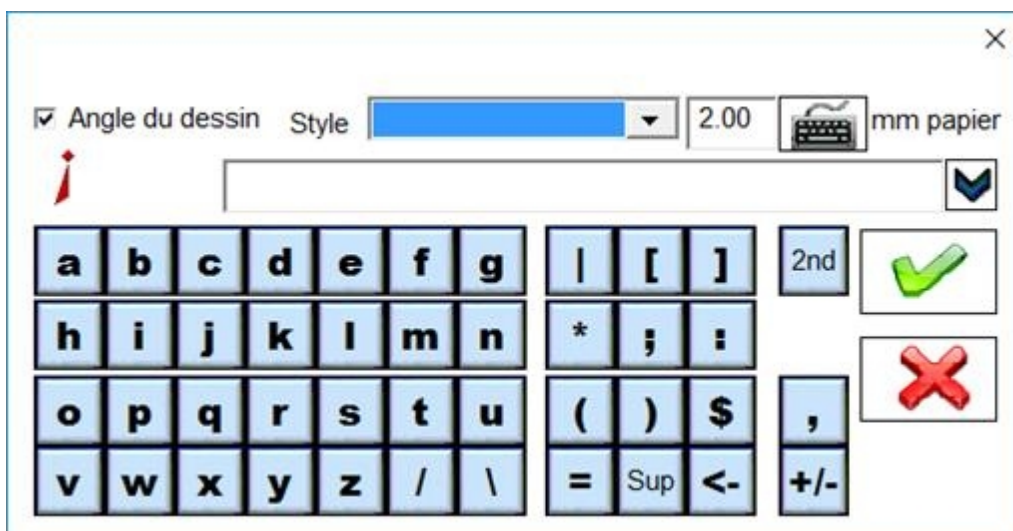 Angle du dessin Style 2.00 mm papier
a b c d e f g | [ ] 2nd
h i j k l m n * ; :
o p q r s t u ( ) $ ,
v w x y z / \ = Sup <- +/-